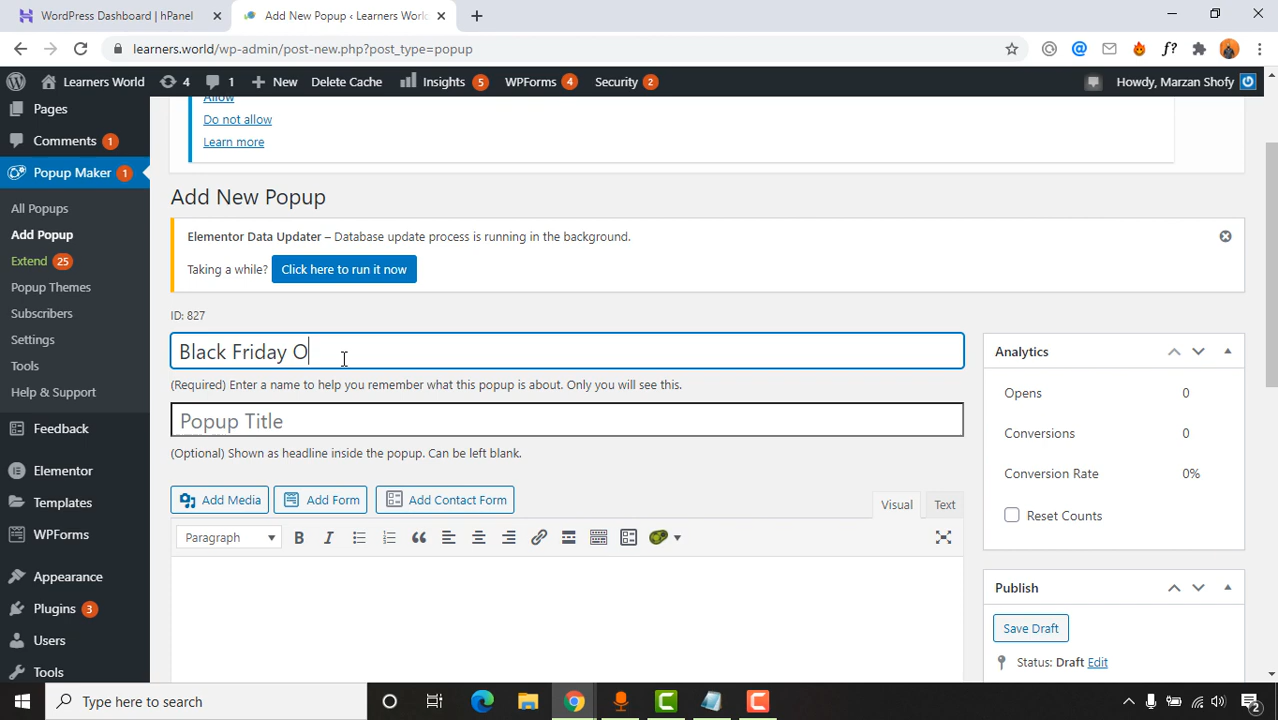 WordPress Dashboard | hPanel
Add New Popup ‹ Learners World
learners.world/wp-admin/post-new.php?post_type=popup
Learners World 4 1 New Delete Cache Insights 5 WPForms 4 Security 2 Howdy, Marzan Shofy
Pages
Comments 1
Popup Maker 1
All Popups
Add Popup
Extend 25
Popup Themes
Subscribers
Settings
Tools
Help & Support
Feedback
Elementor
Templates
WPForms
Appearance
Plugins 3
Users
Tools
Allow
Do not allow
Learn more
Add New Popup
Elementor Data Updater – Database update process is running in the background.
Taking a while? Click here to run it now
ID: 827
Black Friday O
(Required) Enter a name to help you remember what this popup is about. Only you will see this.
Popup Title
(Optional) Shown as headline inside the popup. Can be left blank.
Add Media Add Form Add Contact Form Visual Text
Paragraph B I
Analytics
Opens 0
Conversions 0
Conversion Rate 0%
Reset Counts
Publish
Save Draft
Status: Draft Edit
Type here to search
2